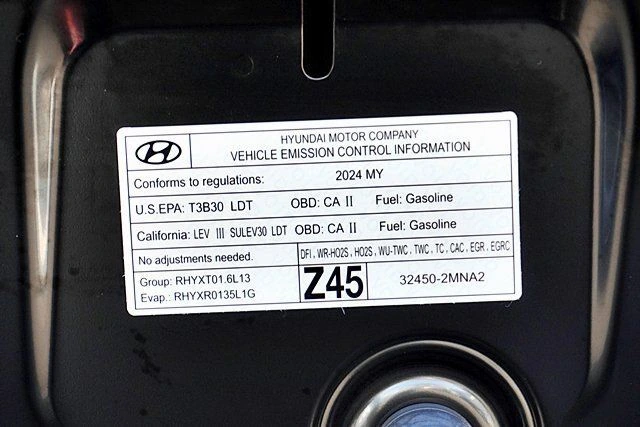 HYUNDAI MOTOR COMPANY
VEHICLE EMISSION CONTROL INFORMATION
Conforms to regulations: 2024 MY
U.S.EPA: T3B30 LDT OBD: CA II Fuel: Gasoline
California: LEV III SULEV30 LDT OBD: CA II Fuel: Gasoline
No adjustments needed. DFI, WR-HO2S, HO2S, WU-TWC, TWC, TC, CAC, EGR, EGRC
Group: RHYXT01.6L13
Evap.: RHYXR0135L1G
Z45
32450-2MNA2